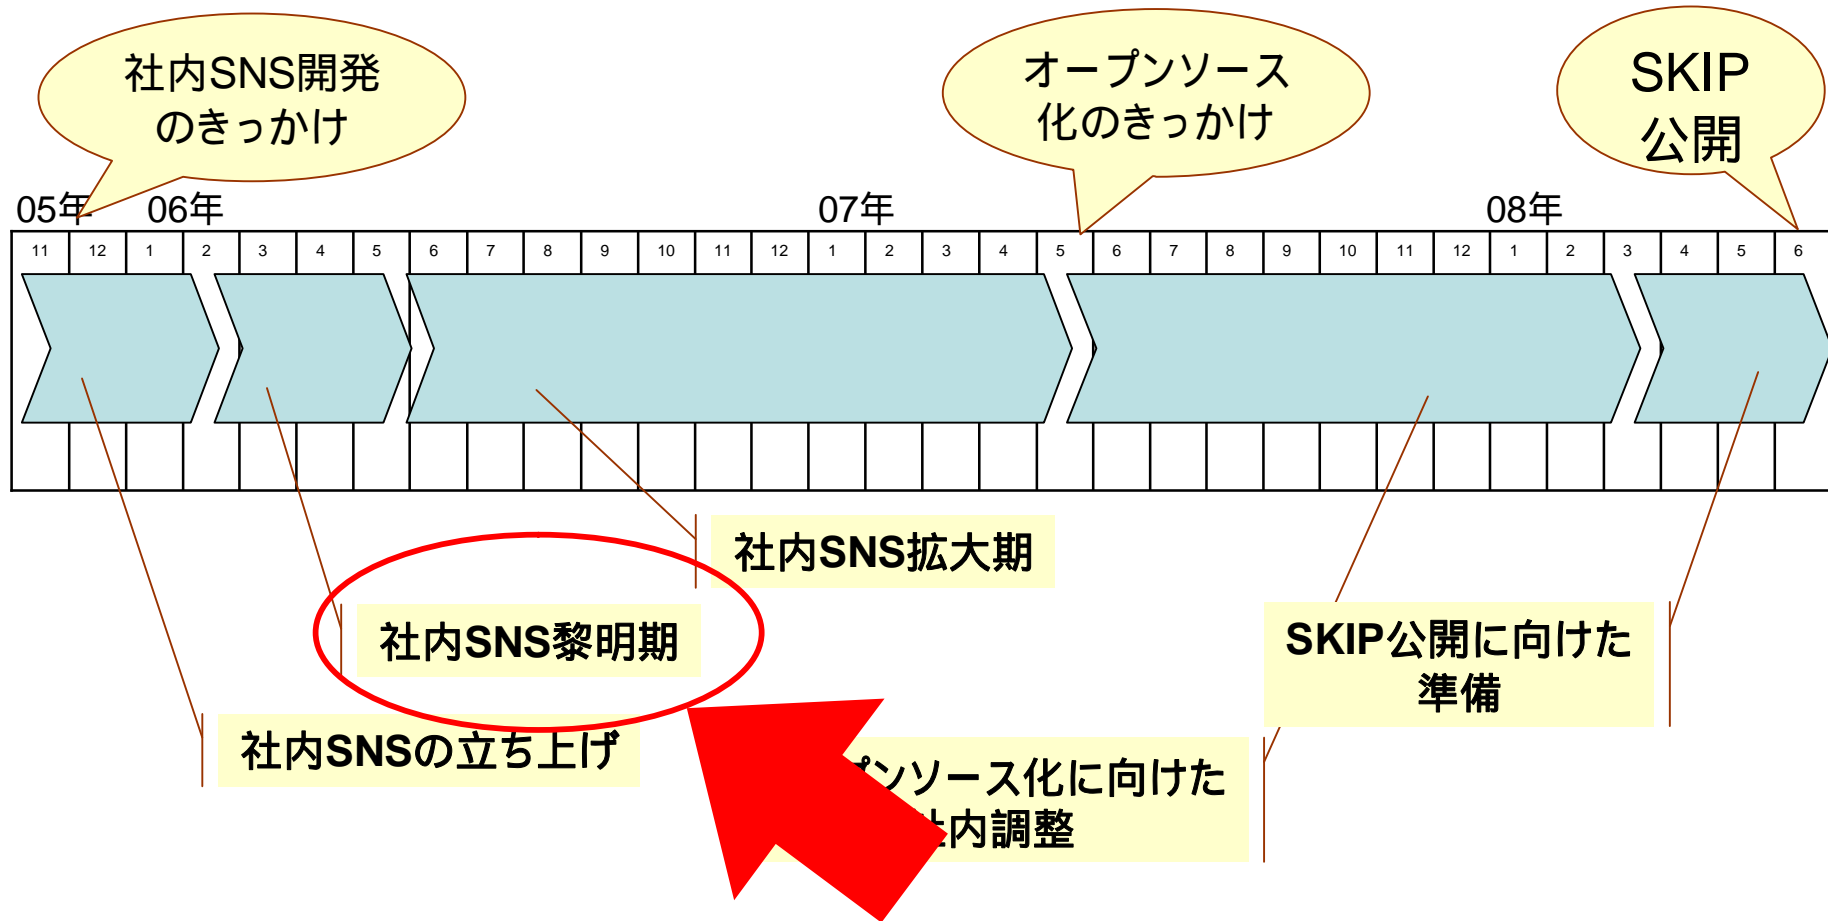 社内SNS開発
のきっかけ
オープンソース
化のきっかけ
SKIP
公開
05年 06年 07年 08年
11 12 1 2 3 4 5 6 7 8 9 10 11 12 1 2 3 4 5 6 7 8 9 10 11 12 1 2 3 4 5 6
社内SNS拡大期
社内SNS黎明期
SKIP公開に向けた
準備
社内SNSの立ち上げ
プンソース化に向けた
社内調整